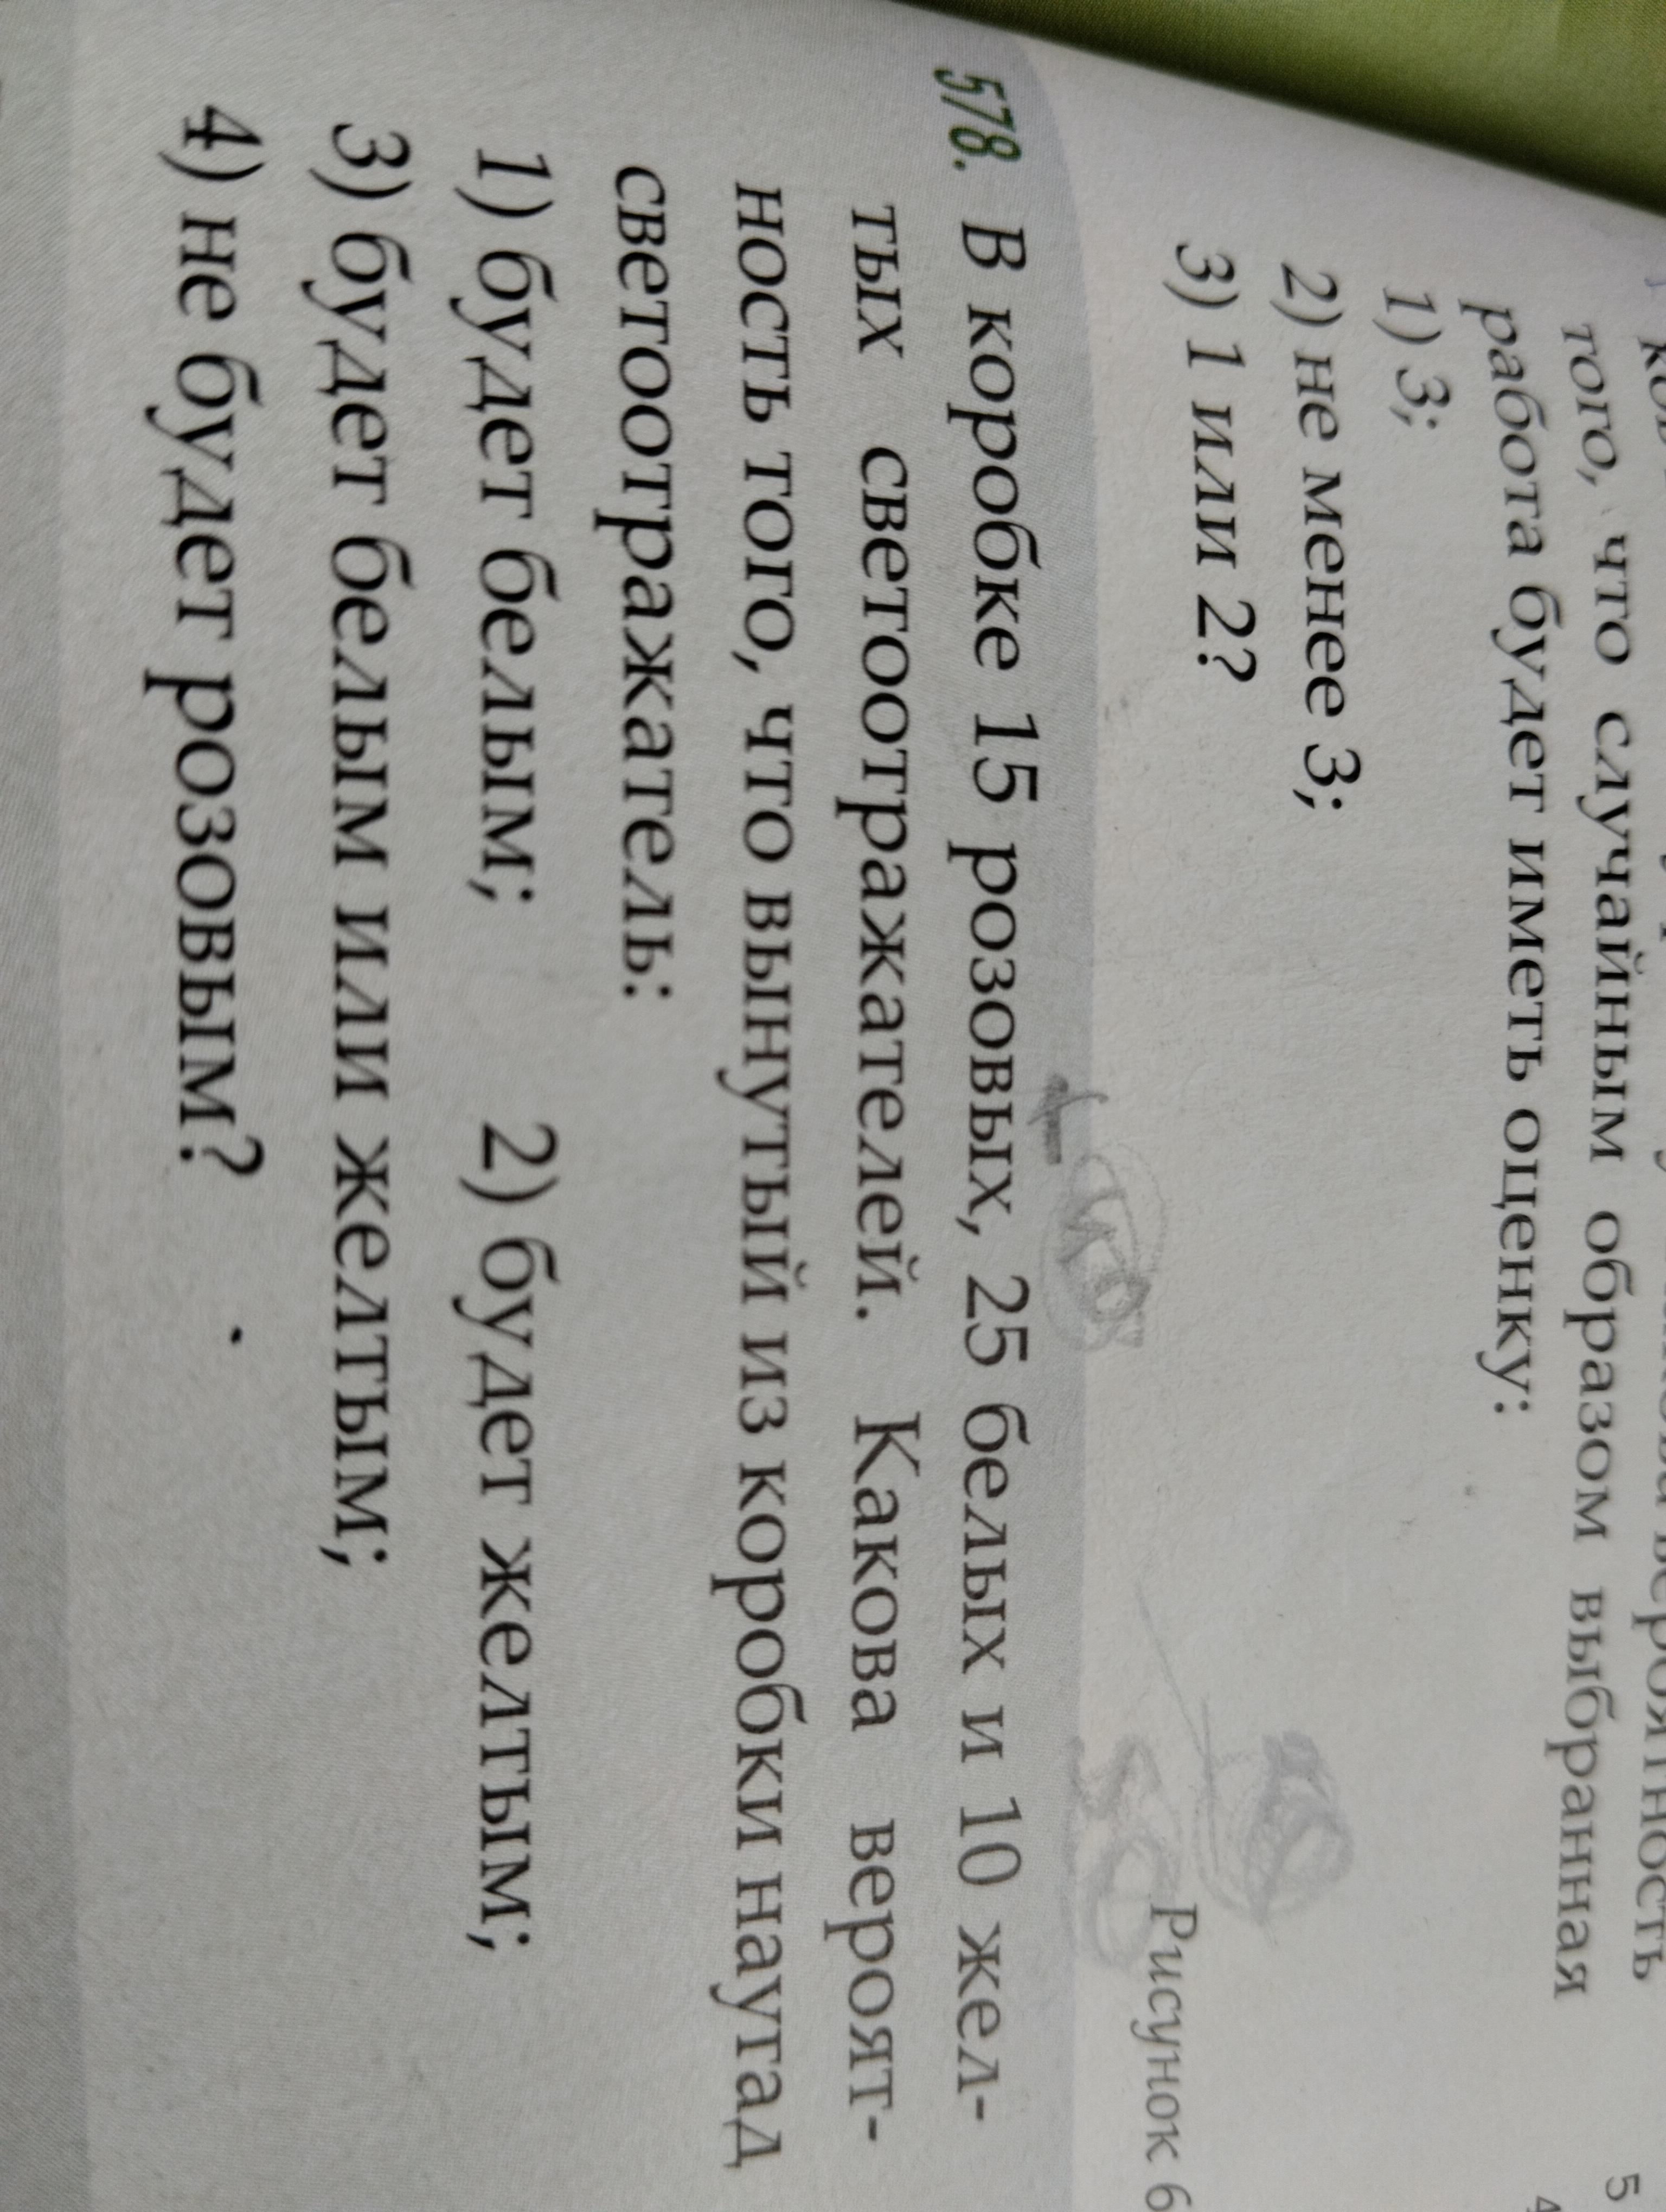 того, что случайным образом выбранная
работа будет иметь оценку:
1) 3;
2) не менее 3;
3) 1 или 2?
Рисунок 6
578. В коробке 15 розовых, 25 белых и 10 жел-
тых светоотражателей. Какова вероят-
ность того, что вынутый из коробки наугад
светоотражатель:
1) будет белым; 2) будет желтым;
3) будет белым или желтым;
4) не будет розовым?